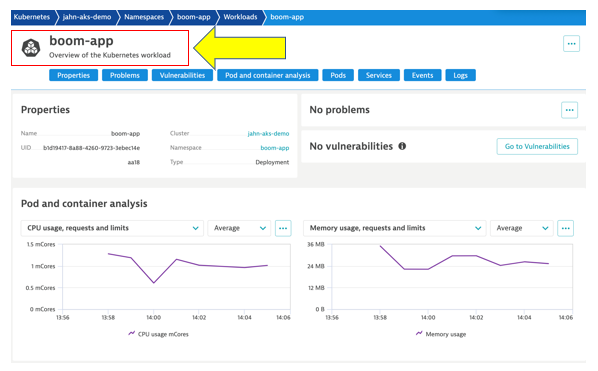 Kubernetes jahn-aks-demo Namespaces boom-app Workloads boom-app
boom-app
Overview of the Kubernetes workload
Properties Problems Vulnerabilities Pod and container analysis Pods Services Events Logs
Properties
Name boom-app Cluster jahn-aks-demo
UID b1d19417-8a88-4260-9723-3ebec14e Namespace boom-app
aa18 Type Deployment
No problems
No vulnerabilities
Go to Vulnerabilities
Pod and container analysis
CPU usage, requests and limits Average
1.5 mCores
1 mCores
0.5 mCores
0 mCores
13:56 13:58 14:00 14:02 14:04 14:06
CPU usage mCores
Memory usage, requests and limits Average
36 MB
24 MB
12 MB
0 B
13:56 13:58 14:00 14:02 14:04 14:06
Memory usage